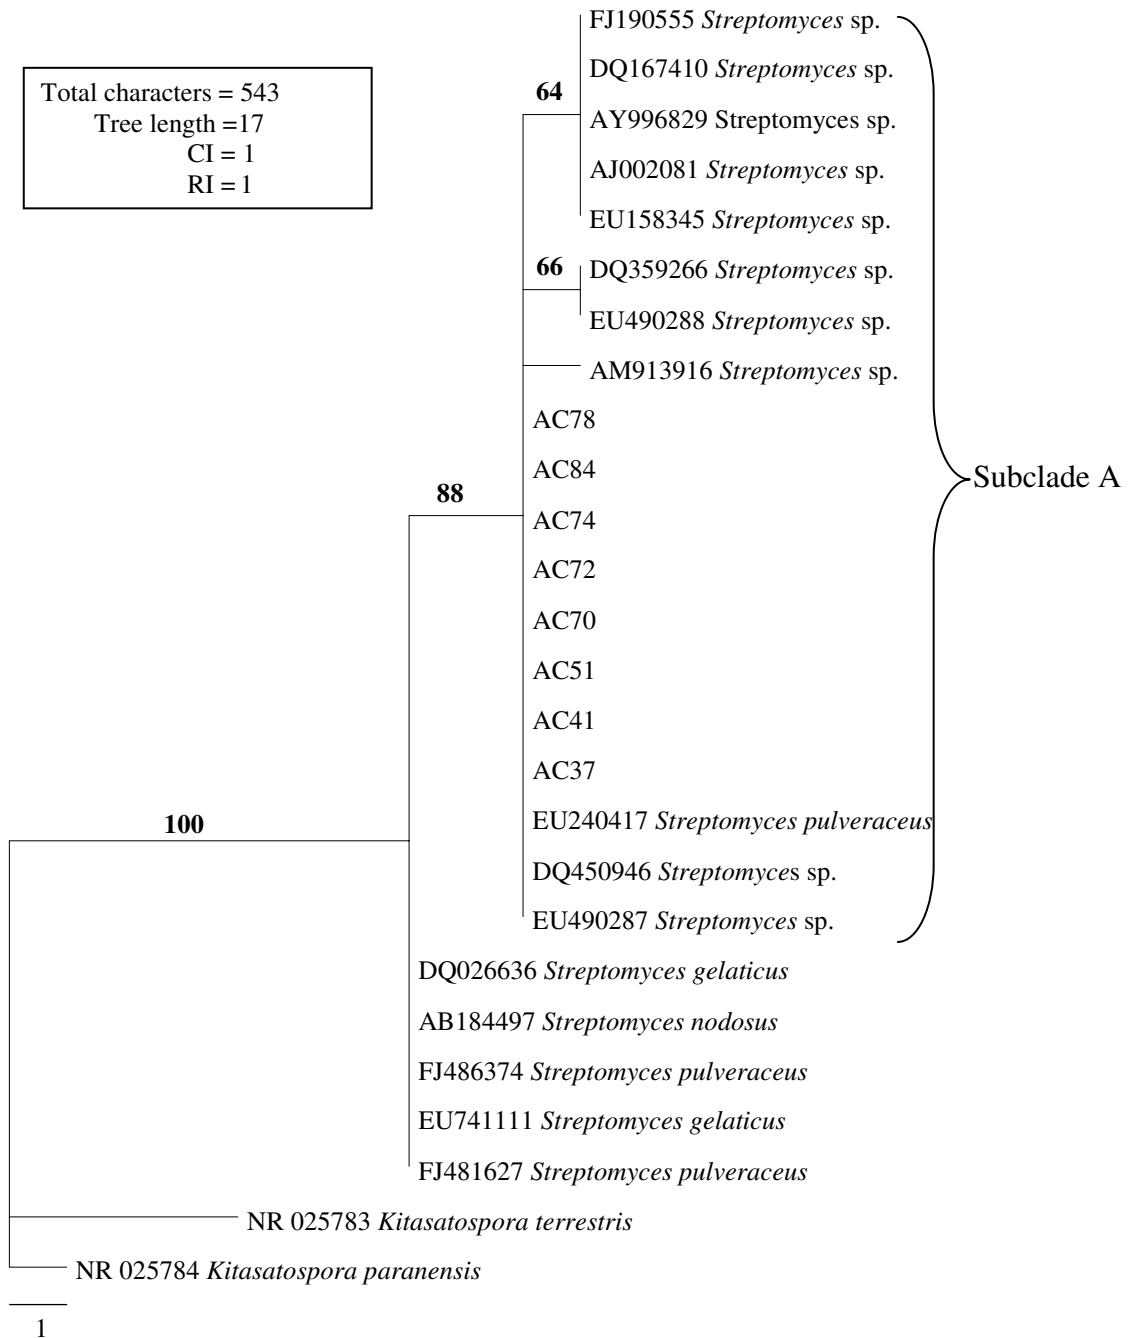 FJ190555 Streptomyces sp.
Total characters = 543
Tree length =17
CI = 1
RI = 1
DQ167410 Streptomyces sp.
64
AY996829 Streptomyces sp.
AJ002081 Streptomyces sp.
EU158345 Streptomyces sp.
66
DQ359266 Streptomyces sp.
EU490288 Streptomyces sp.
AM913916 Streptomyces sp.
AC78
AC84
Subclade A
88
AC74
AC72
AC70
AC51
AC41
AC37
100
EU240417 Streptomyces pulveraceus
DQ450946 Streptomyces sp.
EU490287 Streptomyces sp.
DQ026636 Streptomyces gelaticus
AB184497 Streptomyces nodosus
FJ486374 Streptomyces pulveraceus
EU741111 Streptomyces gelaticus
FJ481627 Streptomyces pulveraceus
NR 025783 Kitasatospora terrestris
NR 025784 Kitasatospora paranensis
1